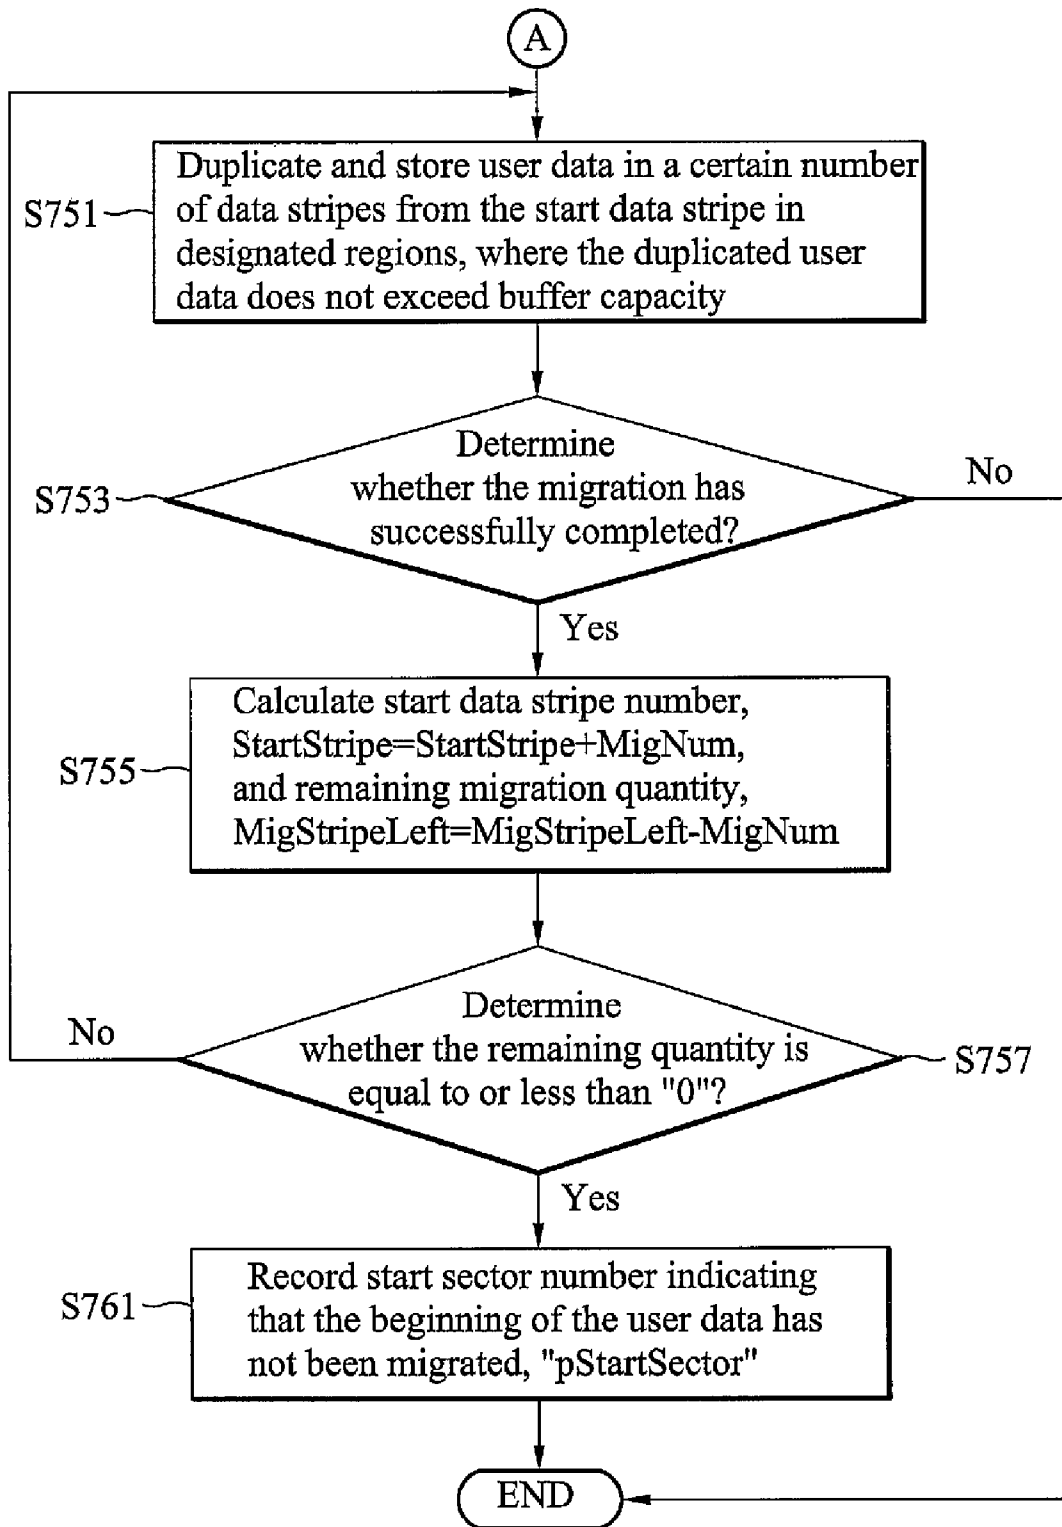 A
Duplicate and store user data in a certain number
of data stripes from the start data stripe in
designated regions, where the duplicated user
data does not exceed buffer capacity
S751
Determine
whether the migration has
successfully completed?
S753
No
Yes
Calculate start data stripe number,
StartStripe=StartStripe+MigNum,
and remaining migration quantity,
MigStripeLeft=MigStripeLeft-MigNum
S755
Determine
whether the remaining quantity is
equal to or less than "0"?
No
S757
Yes
Record start sector number indicating
that the beginning of the user data has
not been migrated, "pStartSector"
S761
END